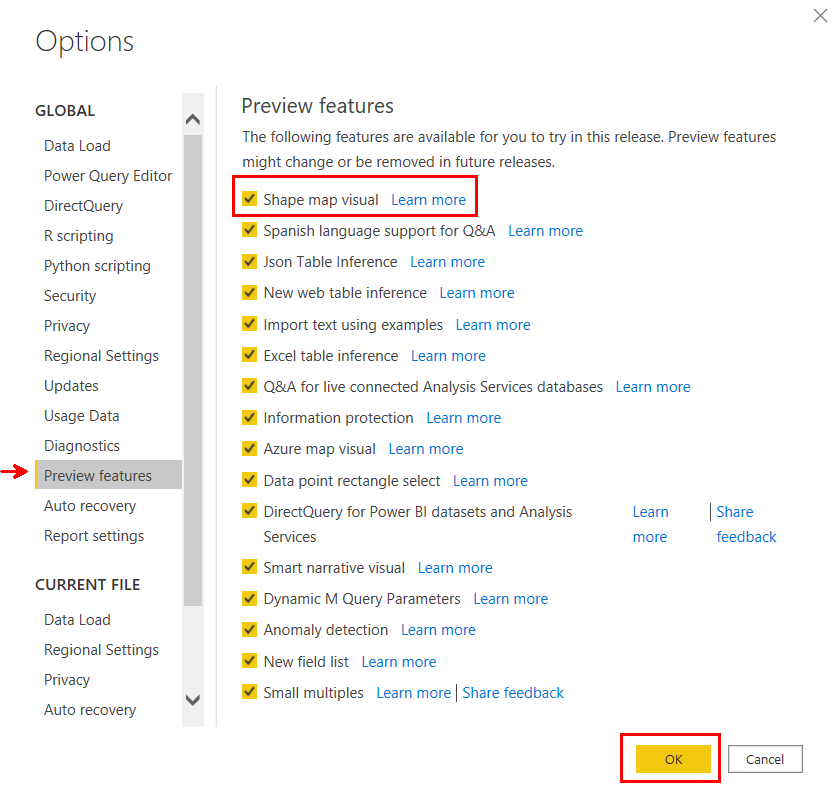 Options
GLOBAL
Data Load
Power Query Editor
DirectQuery
R scripting
Python scripting
Security
Privacy
Regional Settings
Updates
Usage Data
Diagnostics
Preview features
Auto recovery
Report settings
CURRENT FILE
Data Load
Regional Settings
Privacy
Auto recovery
Preview features
The following features are available for you to try in this release. Preview features
might change or be removed in future releases.
Shape map visual Learn more
Spanish language support for Q&A Learn more
Json Table Inference Learn more
New web table inference Learn more
Import text using examples Learn more
Excel table inference Learn more
Q&A for live connected Analysis Services databases Learn more
Information protection Learn more
Azure map visual Learn more
Data point rectangle select Learn more
DirectQuery for Power BI datasets and Analysis Learn | Share
Services more feedback
Smart narrative visual Learn more
Dynamic M Query Parameters Learn more
Anomaly detection Learn more
New field list Learn more
Small multiples Learn more | Share feedback
OK Cancel